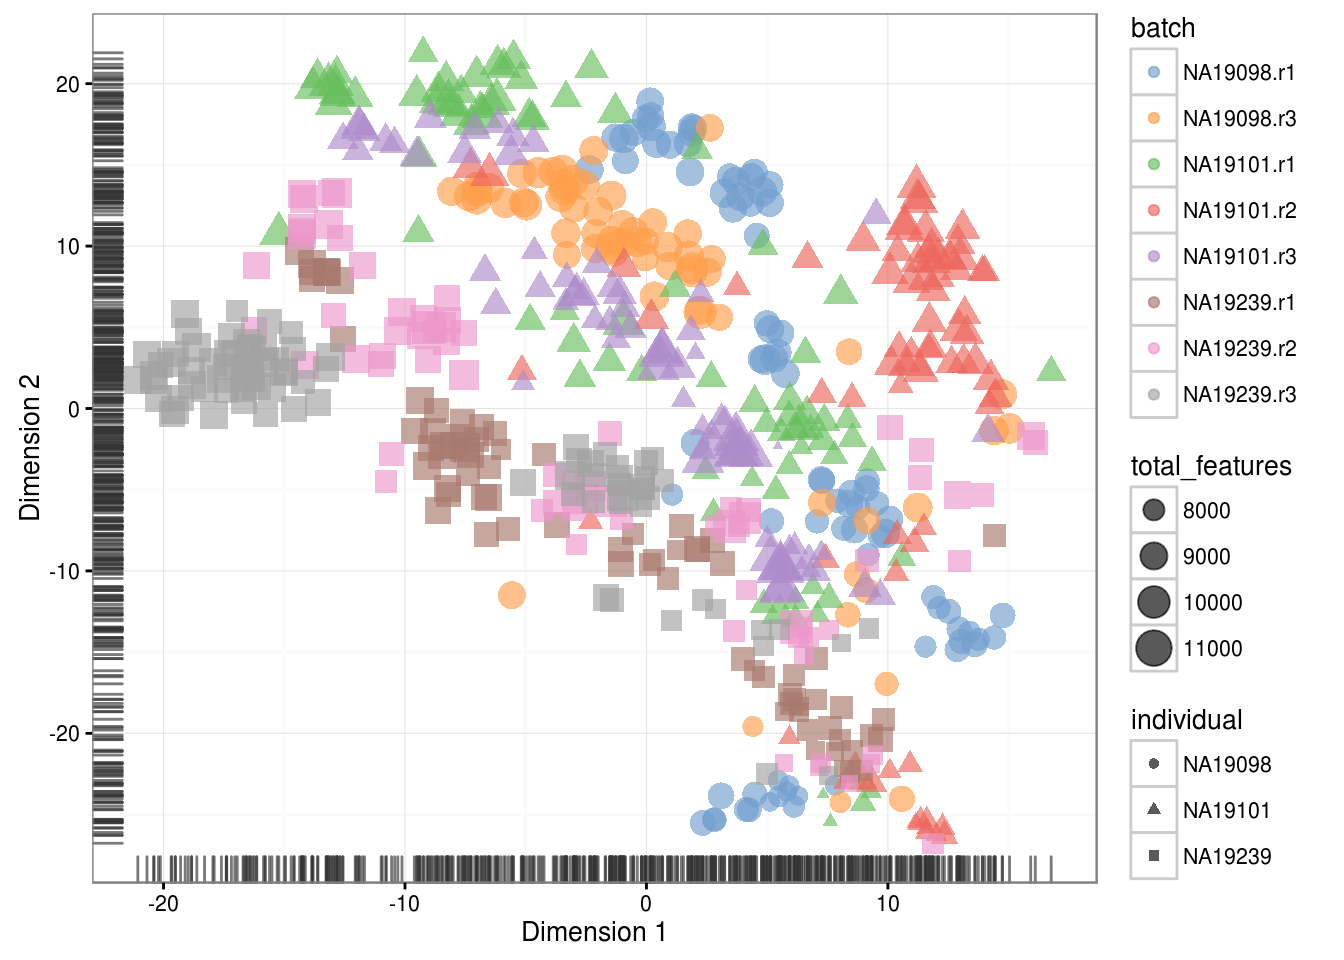 20
10
0
-10
-20
Dimension 2
-20
-10
0
10
Dimension 1
batch
NA19098.r1
NA19098.r3
NA19101.r1
NA19101.r2
NA19101.r3
NA19239.r1
NA19239.r2
NA19239.r3
total_features
8000
9000
10000
11000
individual
NA19098
NA19101
NA19239